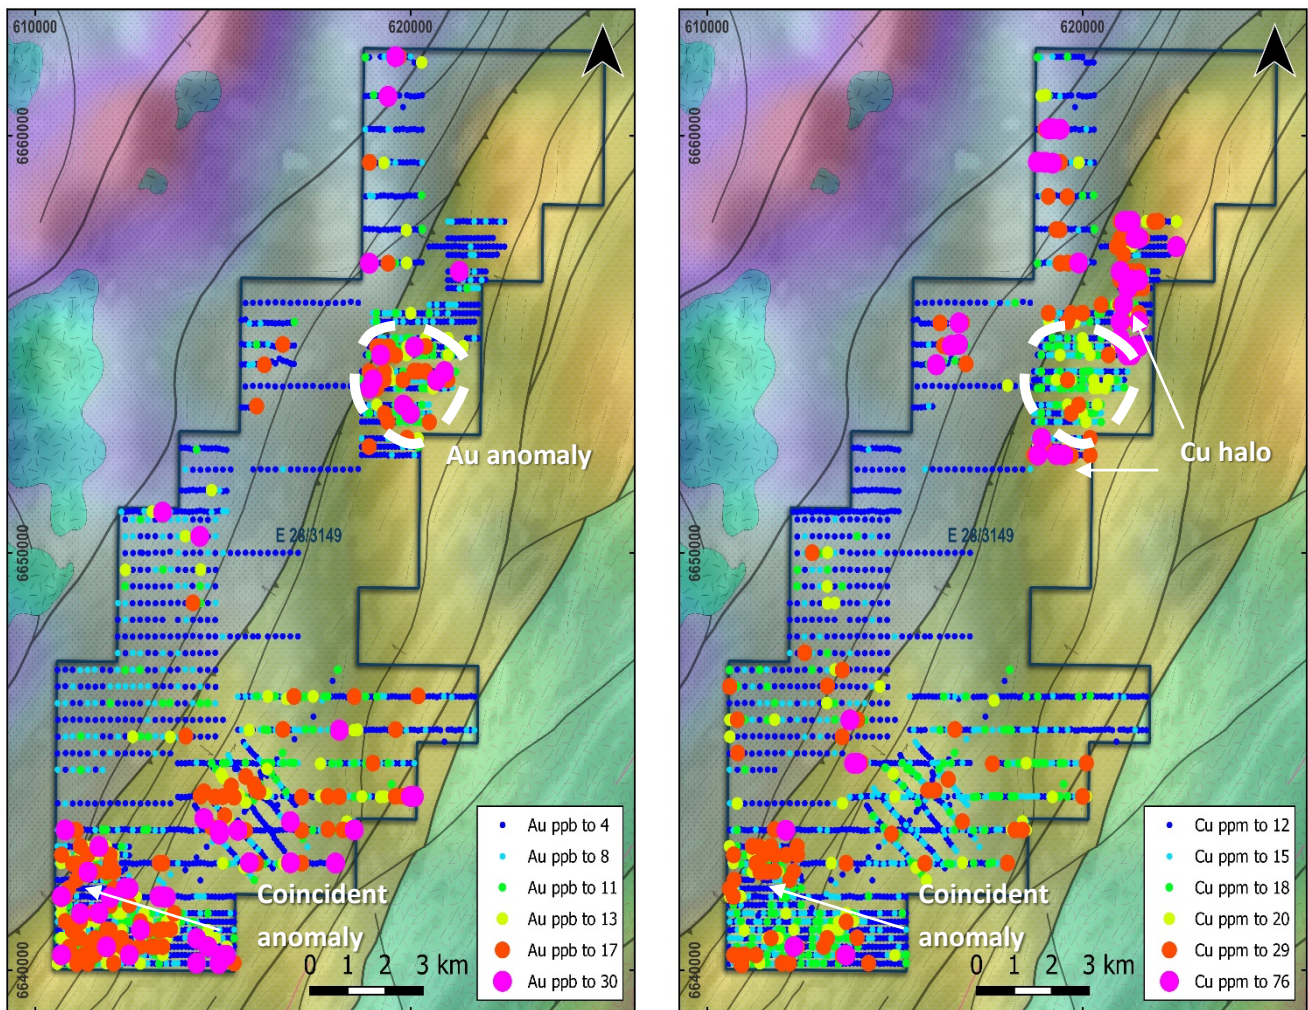 610000
620000
6660000
Au anomaly
6650000
E 28/3149
Coincident
anomaly
0 1 2 3 km
6640000
Au ppb to 4
Au ppb to 8
Au ppb to 11
Au ppb to 13
Au ppb to 17
Au ppb to 30
610000
620000
6660000
Cu halo
6650000
E 28/3149
Coincident
anomaly
0 1 2 3 km
6640000
Cu ppm to 12
Cu ppm to 15
Cu ppm to 18
Cu ppm to 20
Cu ppm to 29
Cu ppm to 76